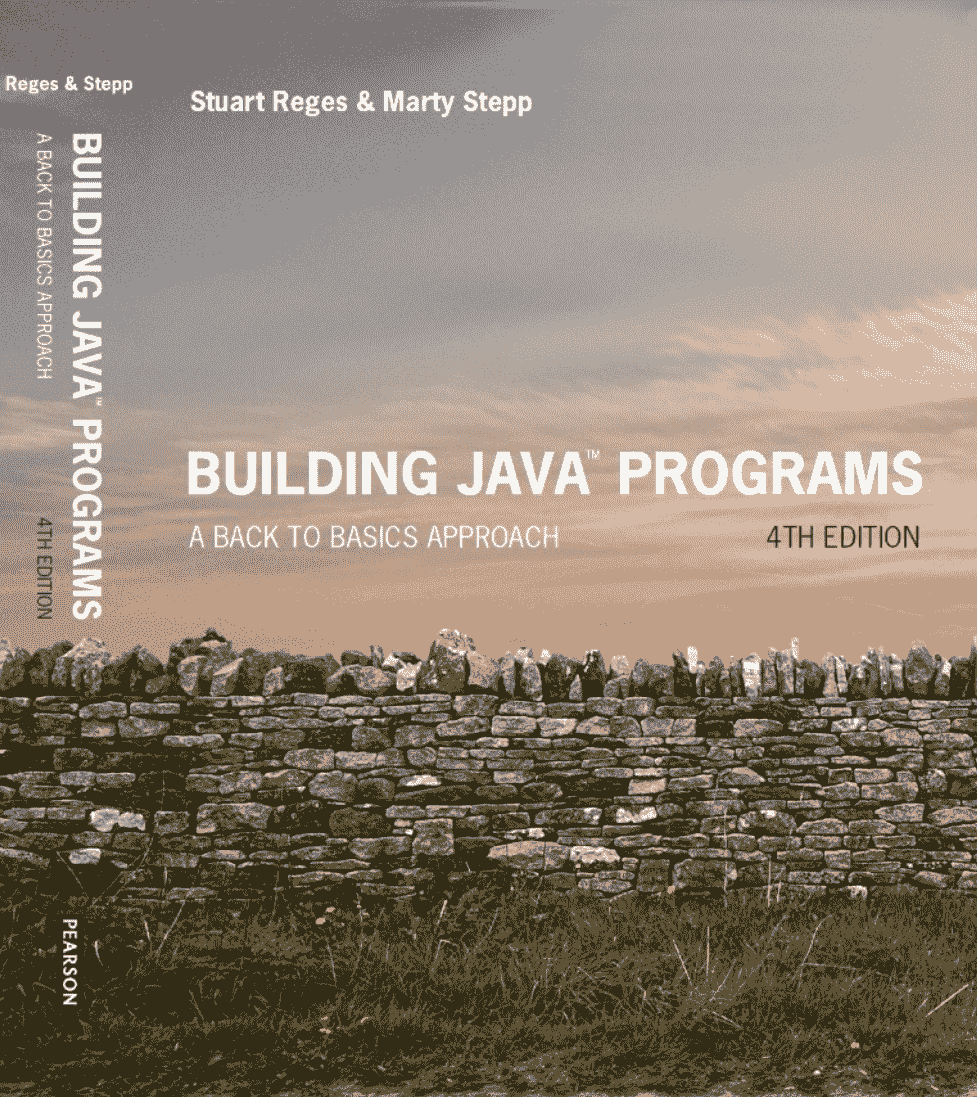 Reges & Stepp
BUILDING JAVA™ PROGRAMS
A BACK TO BASICS APPROACH
4TH EDITION
PEARSON
Stuart Reges & Marty Stepp
BUILDING JAVA™ PROGRAMS
A BACK TO BASICS APPROACH
4TH EDITION